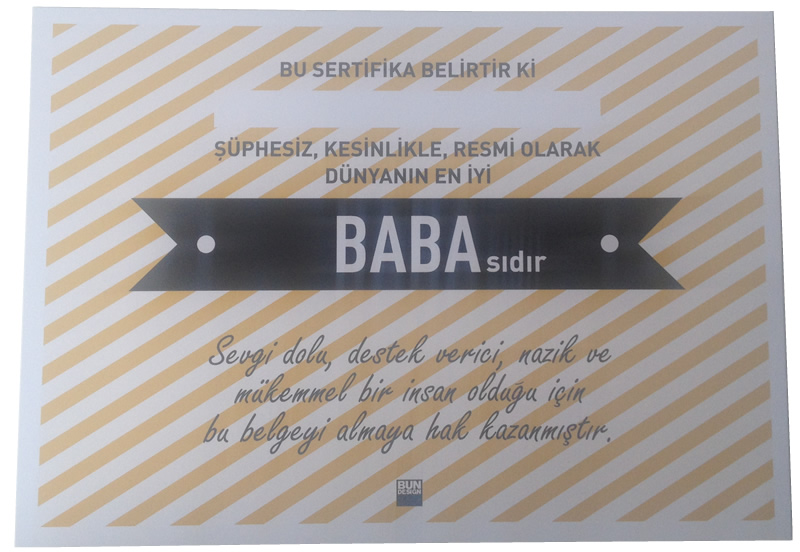 BU SERTİFİKA BELİRTİR Kİ
ŞÜPHESİZ, KESİNLİKLE, RESMİ OLARAK
DÜNYANIN EN İYİ
BABA sıdır
Sevgi dolu, destek verici, nazik ve
mükemmel bir insan olduğu için
bu belgeyi almaya hak kazanmıştır.
BUN
DESIGN